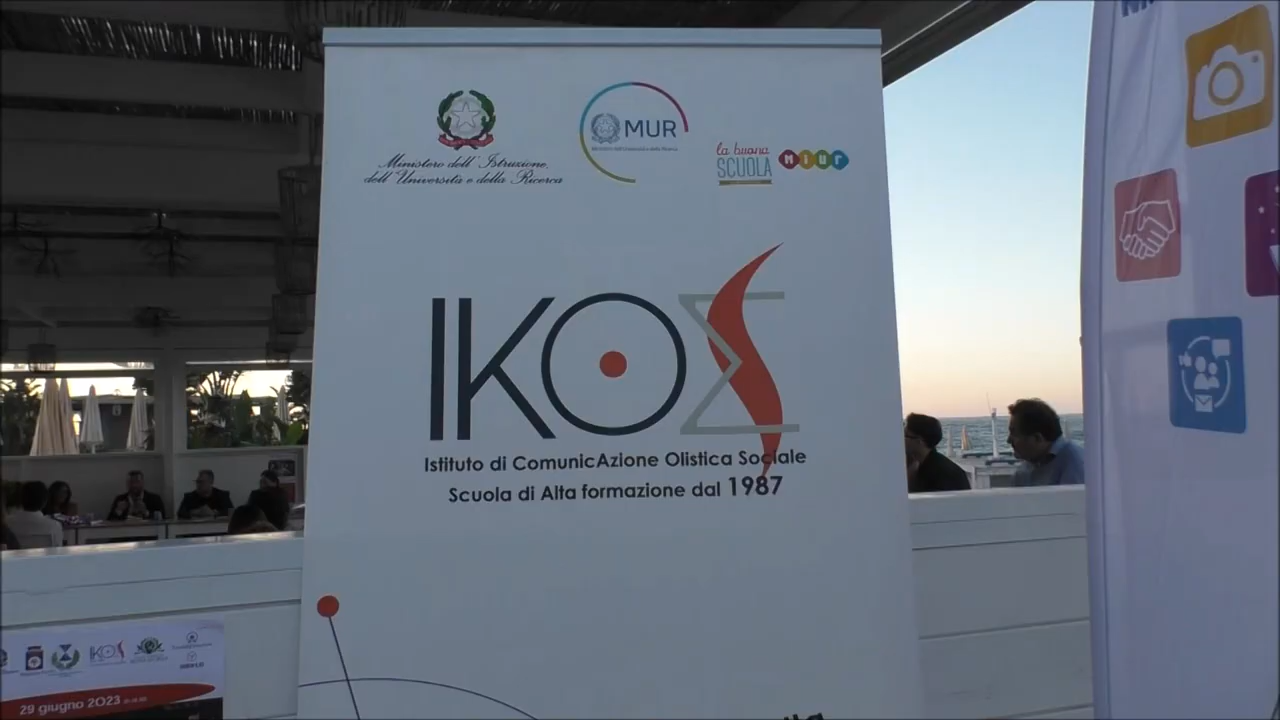 Ministero dell'Istruzione,
dell'Università e della Ricerca
MUR
la buona
SCUOLA
miur
IKOΣ
Istituto di ComunicAzione Olistica Sociale
Scuola di Alta formazione dal 1987
IKOS
29 giugno 2023